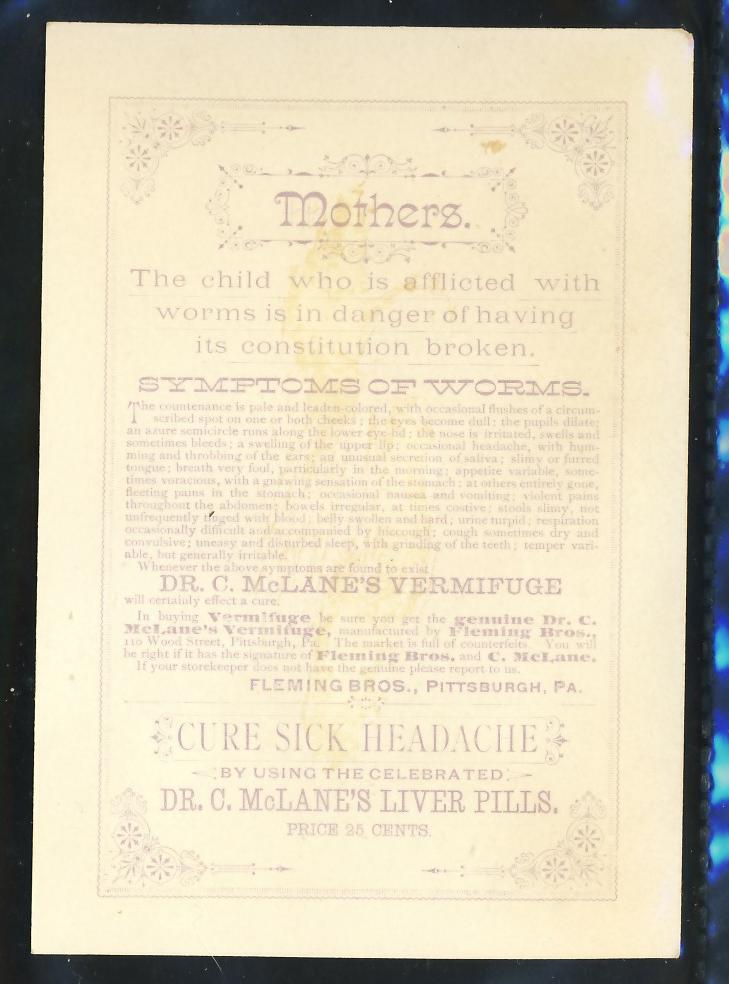 Mothers.
The child who is afflicted with
worms is in danger of having
its constitution broken.
SYMPTOMS OF WORMS.
The countenance is pale and leaden-colored, with occasional flushes of a circum-
scribed spot on one or both cheeks; the eyes become dull; the pupils dilate;
an azure semicircle runs along the lower eye-lid; the nose is irritated, swells and
sometimes bleeds; a swelling of the upper lip; occasional headache, with hum-
ming and throbbing of the ears; an unusual secretion of saliva; slimy or furred
tongue; breath very foul, particularly in the morning; appetite variable, some-
times voracious, with a gnawing sensation of the stomach; at others entirely gone,
fleeting pains in the stomach; occasional nausea and vomiting; violent pains
throughout the abdomen; bowels irregular, at times costive; stools slimy, not
unfrequently tinged with blood; belly swollen and hard; urine turpid; respiration
occasionally difficult and accompanied by hiccough; cough sometimes dry and
convulsive; uneasy and disturbed sleep, with grinding of the teeth; temper vari-
able, but generally irritable.
Whenever the above symptoms are found to exist
DR. C. McLANE'S VERMIFUGE
will certainly effect a cure.
In buying Vermifuge be sure you get the genuine Dr. C.
McLane's Vermifuge, manufactured by Fleming Bros.,
110 Wood Street, Pittsburgh, Pa. The market is full of counterfeits. You will
be right if it has the signature of Fleming Bros. and C. McLane.
If your storekeeper does not have the genuine please report to us.
FLEMING BROS., PITTSBURGH, PA.
CURE SICK HEADACHE
BY USING THE CELEBRATED
DR. C. McLANE'S LIVER PILLS.
PRICE 25 CENTS.